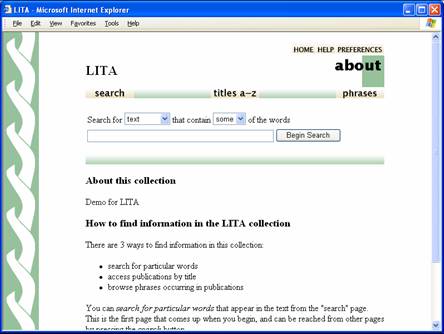 LITA - Microsoft Internet Explorer
File Edit View Favorites Tools Help
HOME HELP PREFERENCES
about
LITA
search titles a–z phrases
Search for text that contain some of the words
Begin Search
About this collection
Demo for LITA
How to find information in the LITA collection
There are 3 ways to find information in this collection:
• search for particular words
• access publications by title
• browse phrases occurring in publications
You can search for particular words that appear in the text from the "search" page.
This is the first page that comes up when you begin, and can be reached from other pages
by pressing the search button